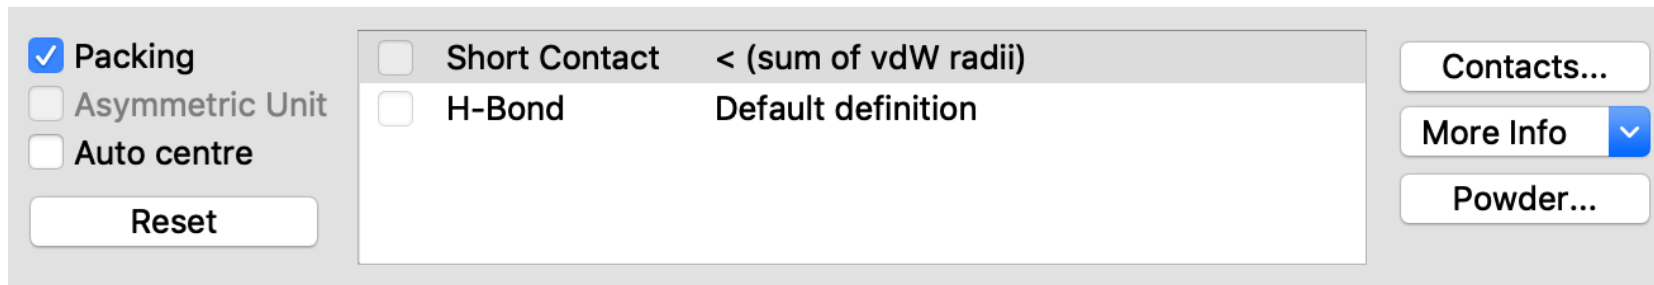 Packing
Asymmetric Unit
Auto centre
Reset
Short Contact < (sum of vdW radii)
H-Bond Default definition
Contacts...
More Info
Powder...